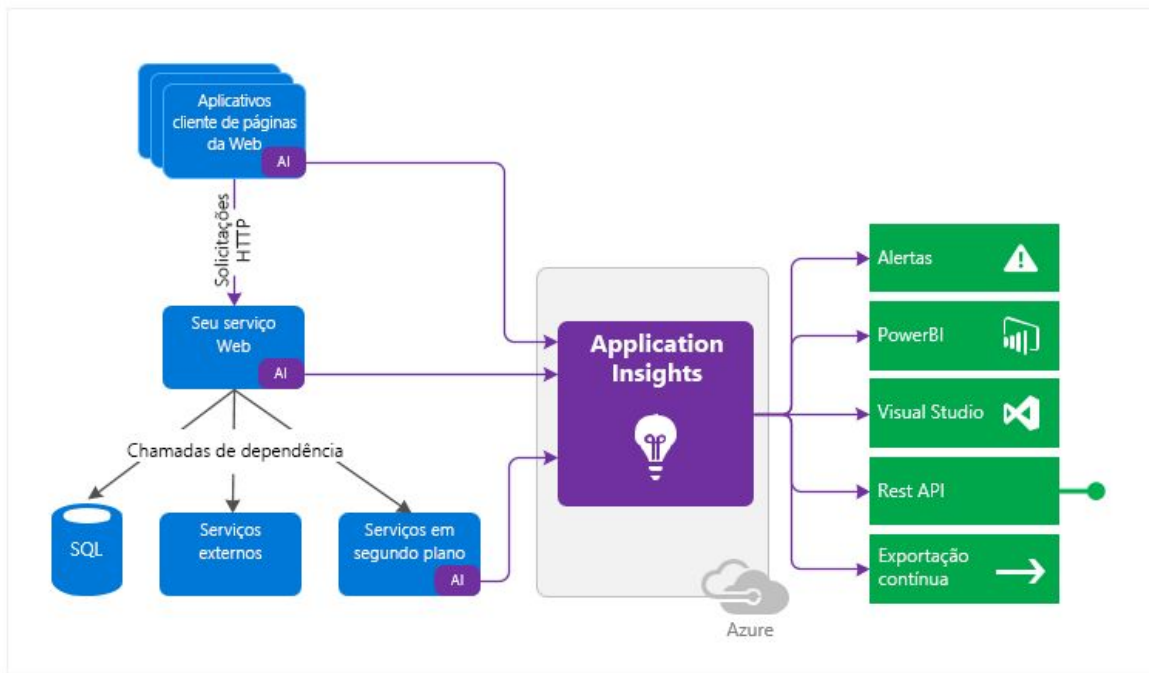 Aplicativos
cliente de páginas
da Web
AI
Solicitações
HTTP
Seu serviço
Web
AI
Chamadas de dependência
SQL
Serviços
externos
Serviços em
segundo plano
AI
Application
Insights
Azure
Alertas
PowerBI
Visual Studio
Rest API
Exportação
contínua